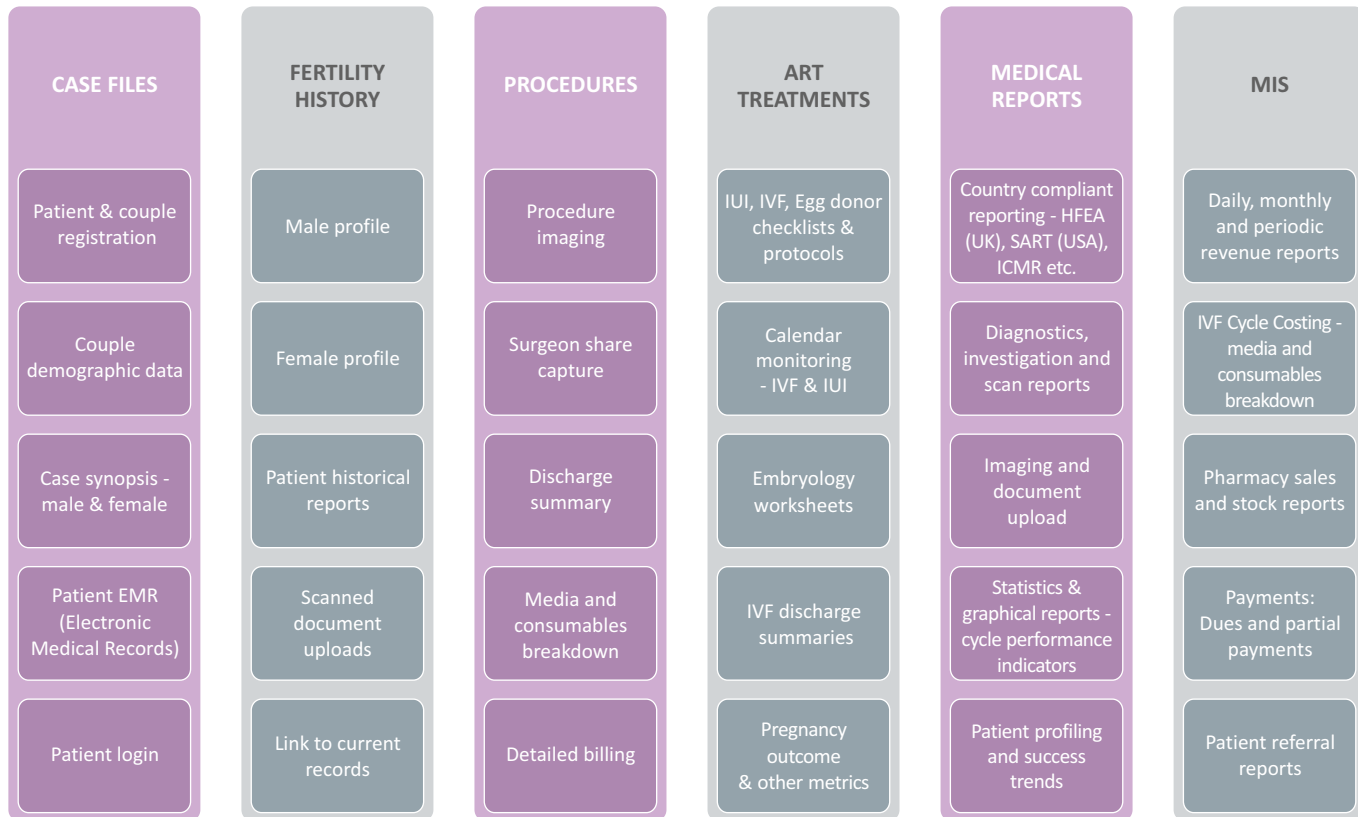 CASE FILES
Patient & couple
registration
Couple
demographic data
Case synopsis -
male & female
Patient EMR
(Electronic
Medical Records)
Patient login
FERTILITY
HISTORY
Male profile
Female profile
Patient historical
reports
Scanned
document
uploads
Link to current
records
PROCEDURES
Procedure
imaging
Surgeon share
capture
Discharge
summary
Media and
consumables
breakdown
Detailed billing
ART
TREATMENTS
IUI, IVF, Egg donor
checklists &
protocols
Calendar
monitoring
- IVF & IUI
Embryology
worksheets
IVF discharge
summaries
Pregnancy
outcome
& other metrics
MEDICAL
REPORTS
Country compliant
reporting - HFEA
(UK), SART (USA),
ICMR etc.
Diagnostics,
investigation and
scan reports
Imaging and
document
upload
Statistics &
graphical reports -
cycle performance
indicators
Patient profiling
and success
trends
MIS
Daily, monthly
and periodic
revenue reports
IVF Cycle Costing -
media and
consumables
breakdown
Pharmacy sales
and stock reports
Payments:
Dues and partial
payments
Patient referral
reports